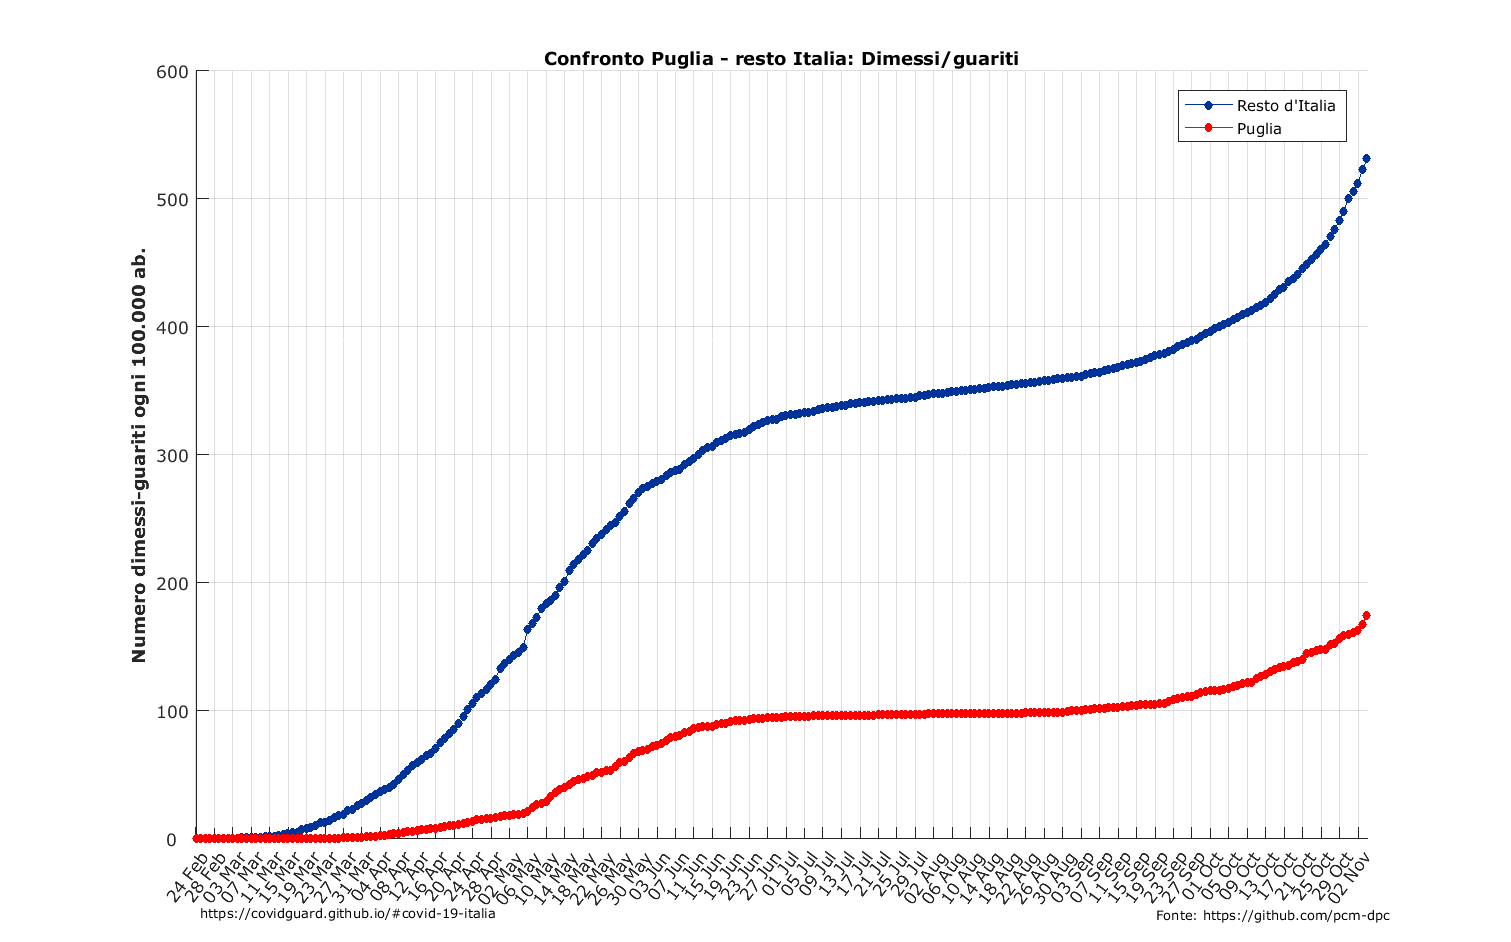 Confronto Puglia - resto Italia: Dimessi/guariti
Resto d'Italia
Puglia
Numero dimessi-guariti ogni 100.000 ab.
600
500
400
300
200
100
0
24 Feb
28 Feb
03 Mar
07 Mar
11 Mar
15 Mar
19 Mar
23 Mar
27 Mar
31 Mar
04 Apr
08 Apr
12 Apr
16 Apr
20 Apr
24 Apr
28 Apr
02 May
06 May
10 May
14 May
18 May
22 May
26 May
30 May
03 Jun
07 Jun
11 Jun
15 Jun
19 Jun
23 Jun
27 Jun
01 Jul
05 Jul
09 Jul
13 Jul
17 Jul
21 Jul
25 Jul
29 Jul
02 Aug
06 Aug
10 Aug
14 Aug
18 Aug
22 Aug
26 Aug
30 Aug
03 Sep
07 Sep
11 Sep
15 Sep
19 Sep
23 Sep
27 Sep
01 Oct
05 Oct
09 Oct
13 Oct
17 Oct
21 Oct
25 Oct
29 Oct
02 Nov
https://covidguard.github.io/#covid-19-italia
Fonte: https://github.com/pcm-dpc